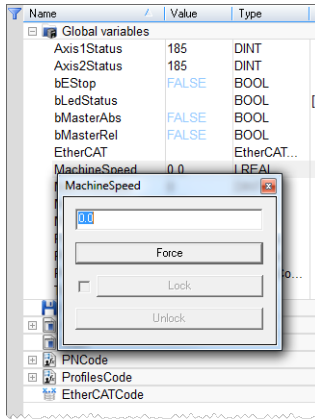 Name / Value Type
Global variables
Axis1Status 185 DINT
Axis2Status 185 DINT
bEStop FALSE BOOL
bLedStatus BOOL
bMasterAbs FALSE BOOL
bMasterRel FALSE BOOL
EtherCAT EtherCAT...
MachineSpeed 0.0 LREAL
MachineSpeed
0.0
Force
Lock
Unlock
PNCode
ProfilesCode
EtherCATCode